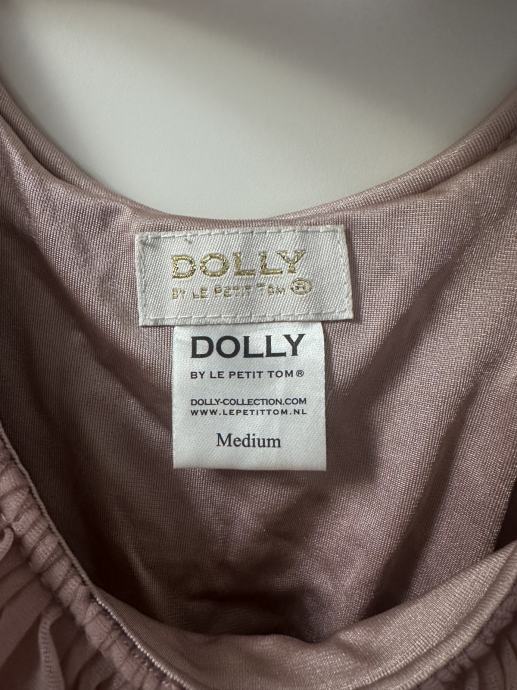 DOLLY
BY LE PETIT TOM ®
DOLLY
BY LE PETIT TOM®
DOLLY-COLLECTION.COM
WWW.LEPETITTOM.NL
Medium